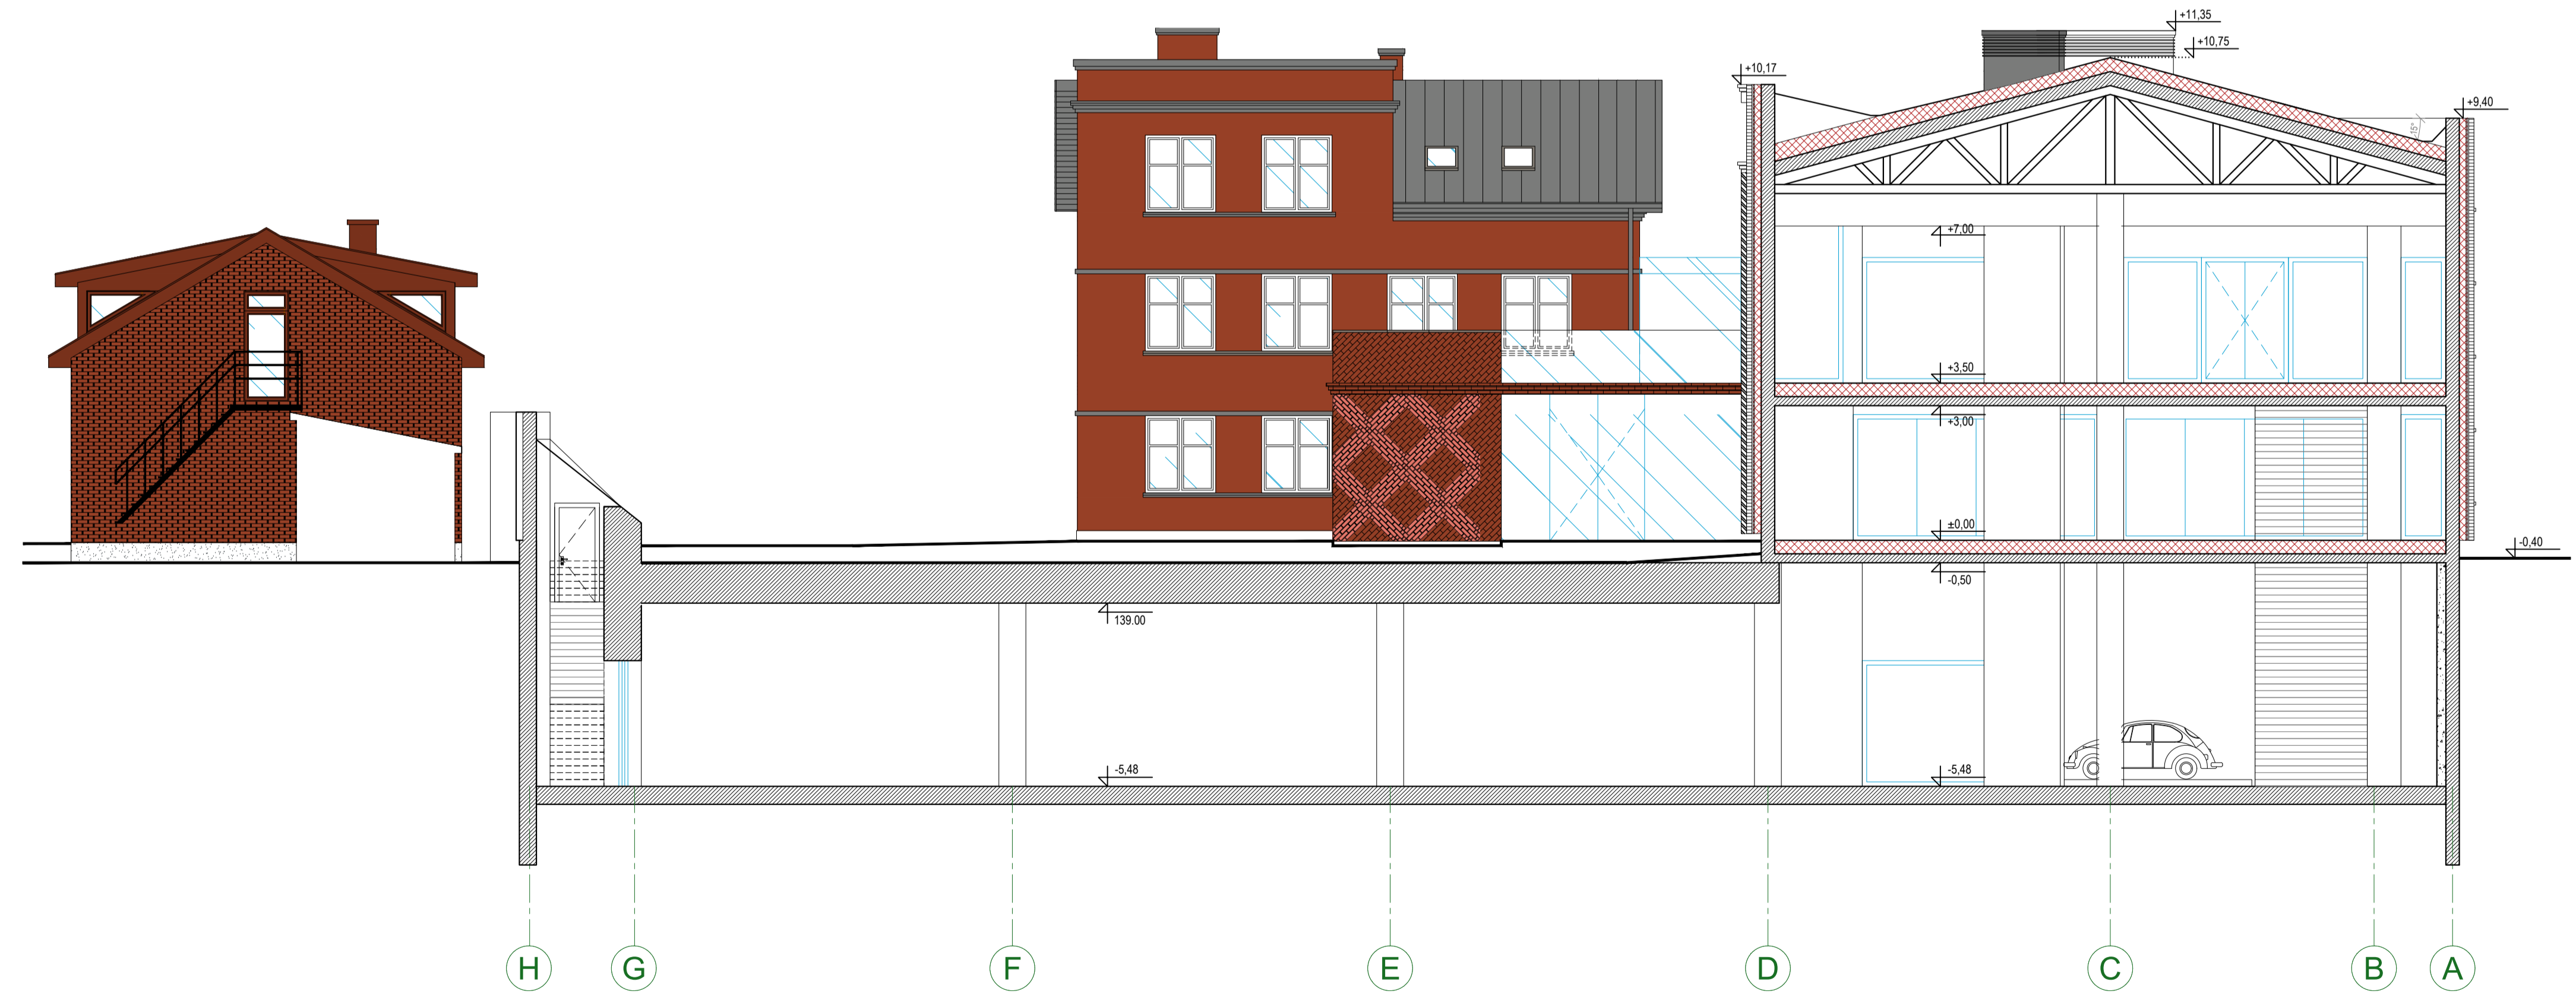 +11,35
+10,75
+10,17
+9,40
15°
+7,00
+3,50
+3,00
±0,00
-0,40
-0,50
139.00
-5,48
-5,48
H
G
F
E
D
C
B
A